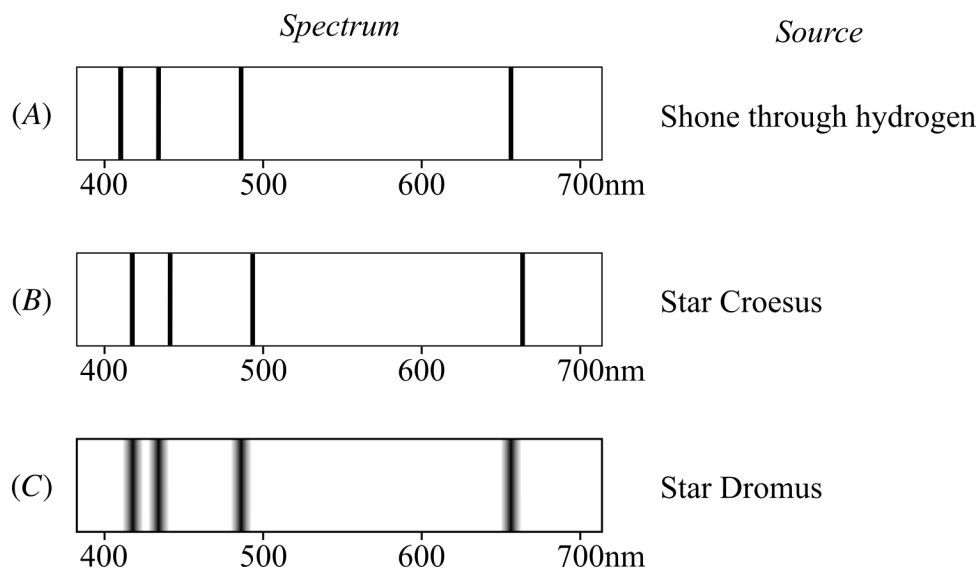 Spectrum Source
(A) Shone through hydrogen
400 500 600 700nm
(B) Star Croesus
400 500 600 700nm
(C) Star Dromus
400 500 600 700nm